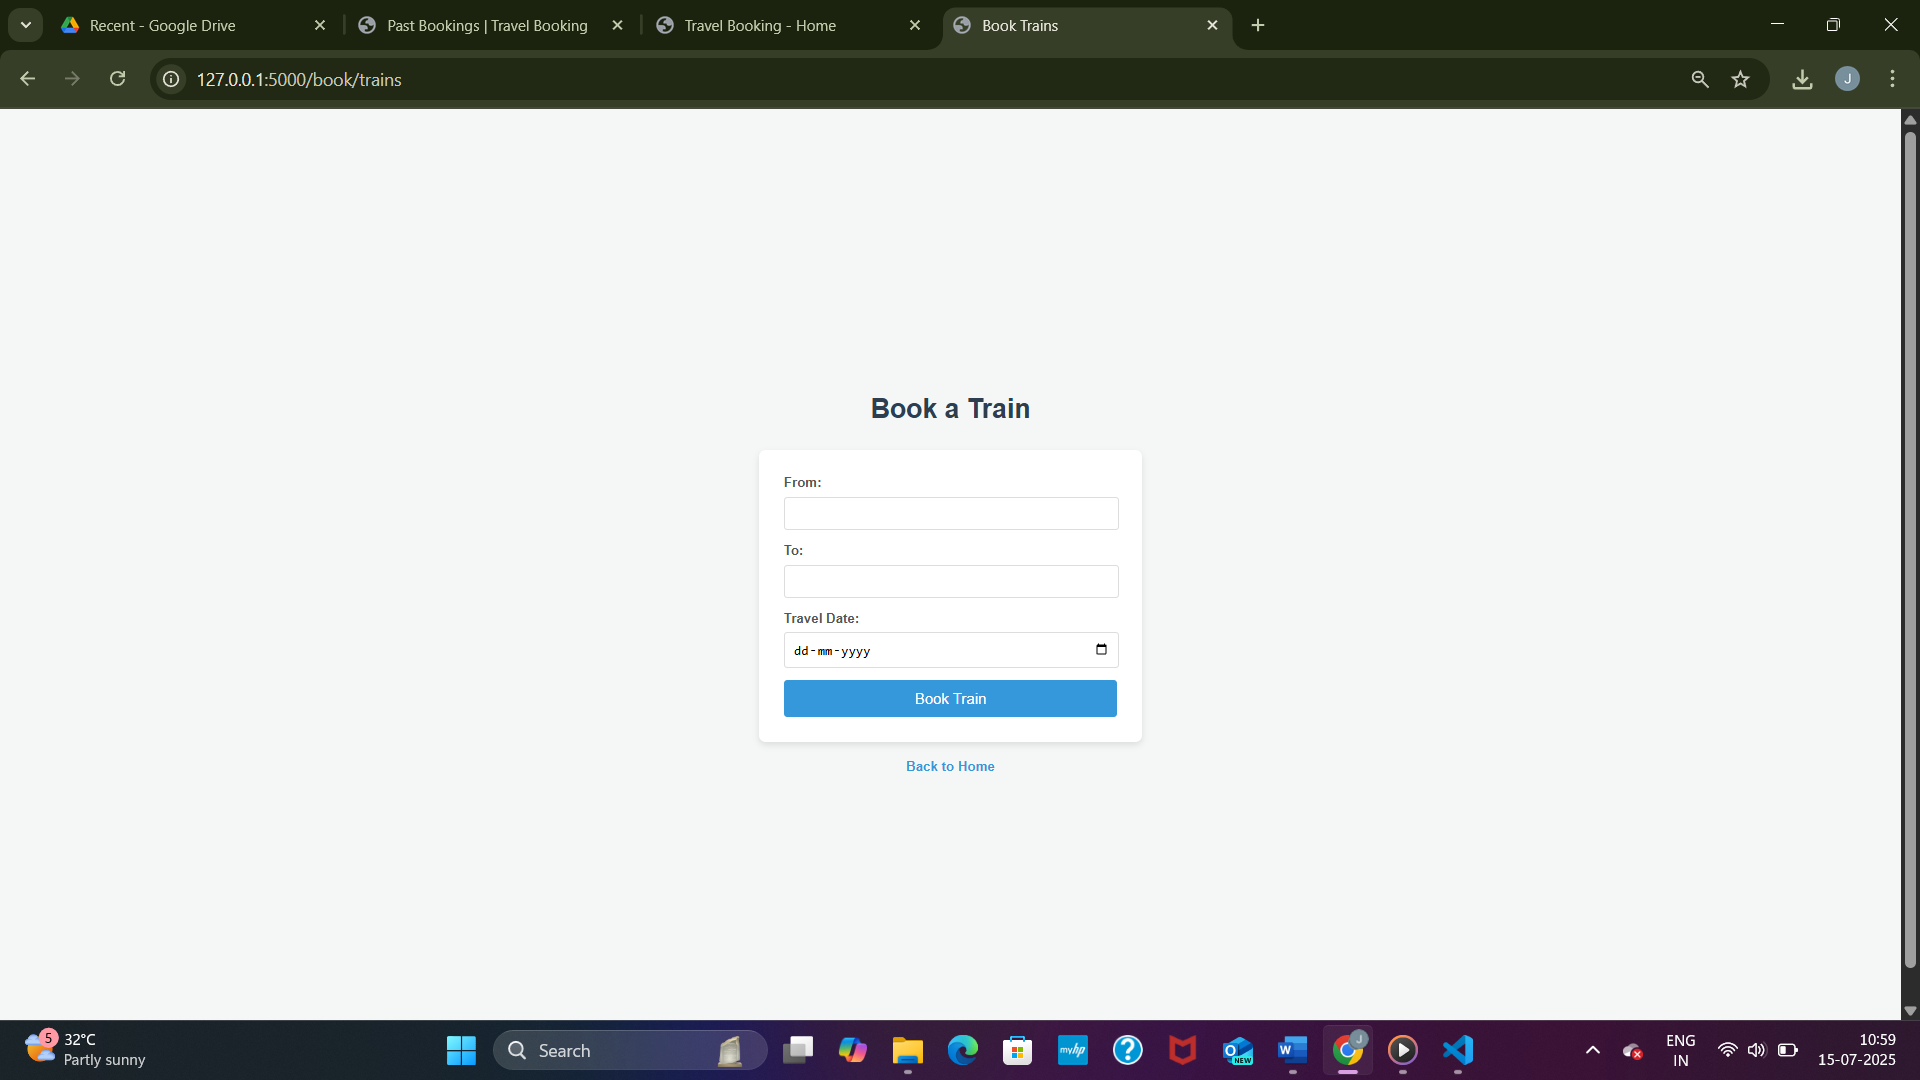 Recent - Google Drive
Past Bookings | Travel Booking
Travel Booking - Home
Book Trains
127.0.0.1:5000/book/trains
J
Book a Train
From:
To:
Travel Date:
dd-mm-yyyy
Book Train
Back to Home
5
32°C
Partly sunny
Search
myhp
O
NEW
W
J
ENG
IN
10:59
15-07-2025